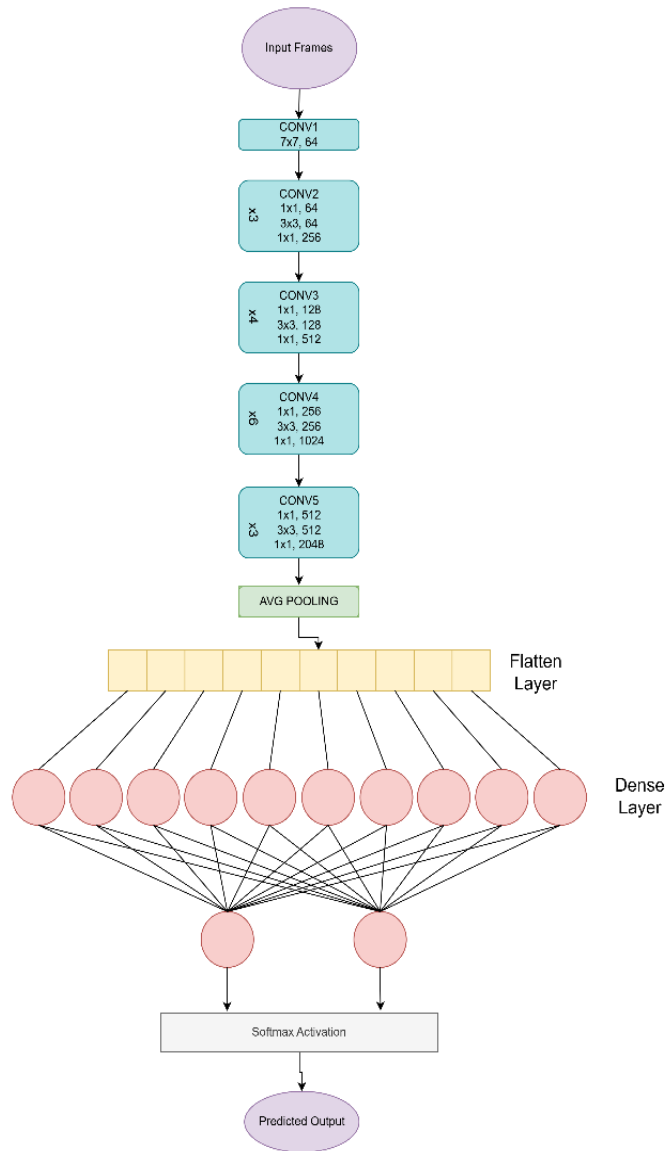 Input Frames
CONV1
7x7, 64
x3
CONV2
1x1, 64
3x3, 64
1x1, 256
x4
CONV3
1x1, 128
3x3, 128
1x1, 512
x6
CONV4
1x1, 256
3x3, 256
1x1, 1024
x3
CONV5
1x1, 512
3x3, 512
1x1, 2048
AVG POOLING
Flatten
Layer
Dense
Layer
Softmax Activation
Predicted Output